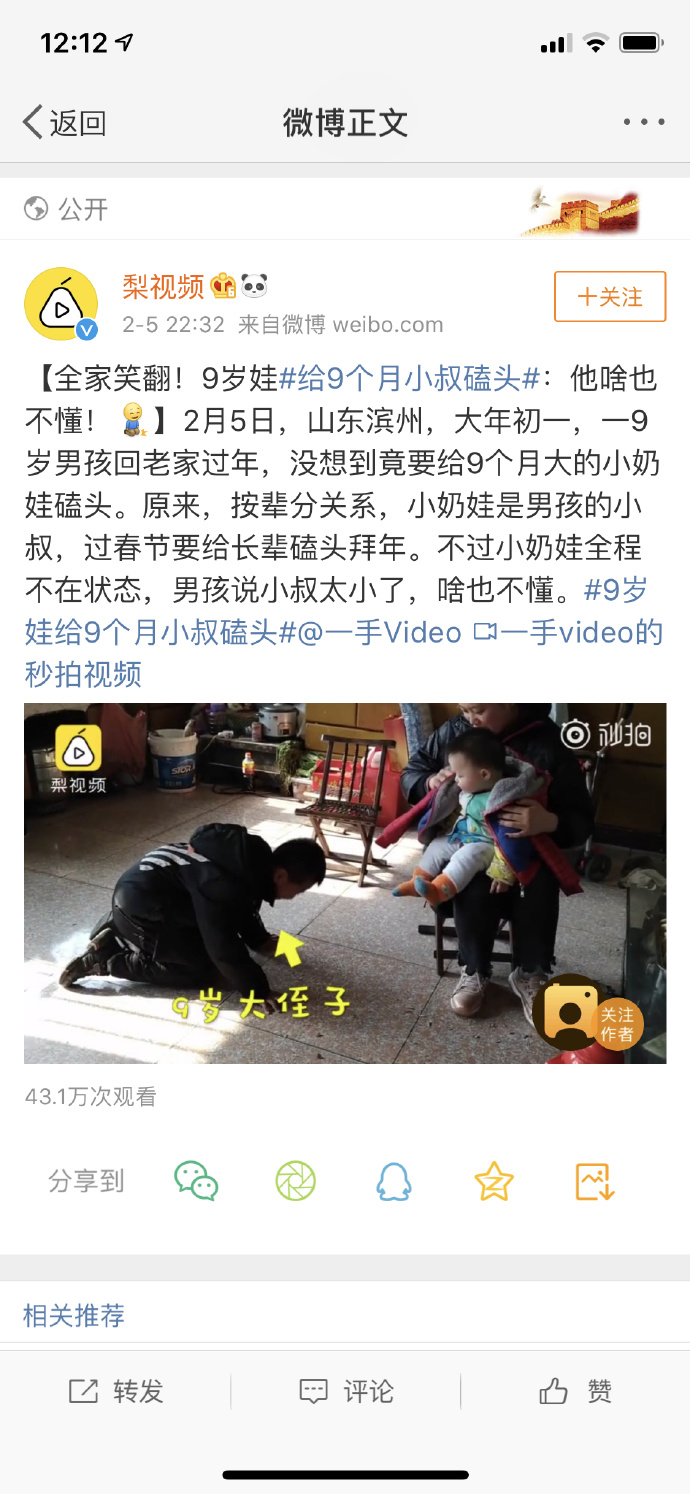 12:12
返回
微博正文
公开
梨视频
2-5 22:32 来自微博 weibo.com
+关注
【全家笑翻！9岁娃#给9个月小叔磕头#：他啥也
不懂！】2月5日，山东滨州，大年初一，一9
岁男孩回老家过年，没想到竟要给9个月大的小奶
娃磕头。原来，按辈分关系，小奶娃是男孩的小
叔，过春节要给长辈磕头拜年。不过小奶娃全程
不在状态，男孩说小叔太小了，啥也不懂。#9岁
娃给9个月小叔磕头#@一手Video 一手video的
秒拍视频
梨视频
秒拍
9岁大侄子
关注
作者
43.1万次观看
分享到
相关推荐
转发
评论
赞